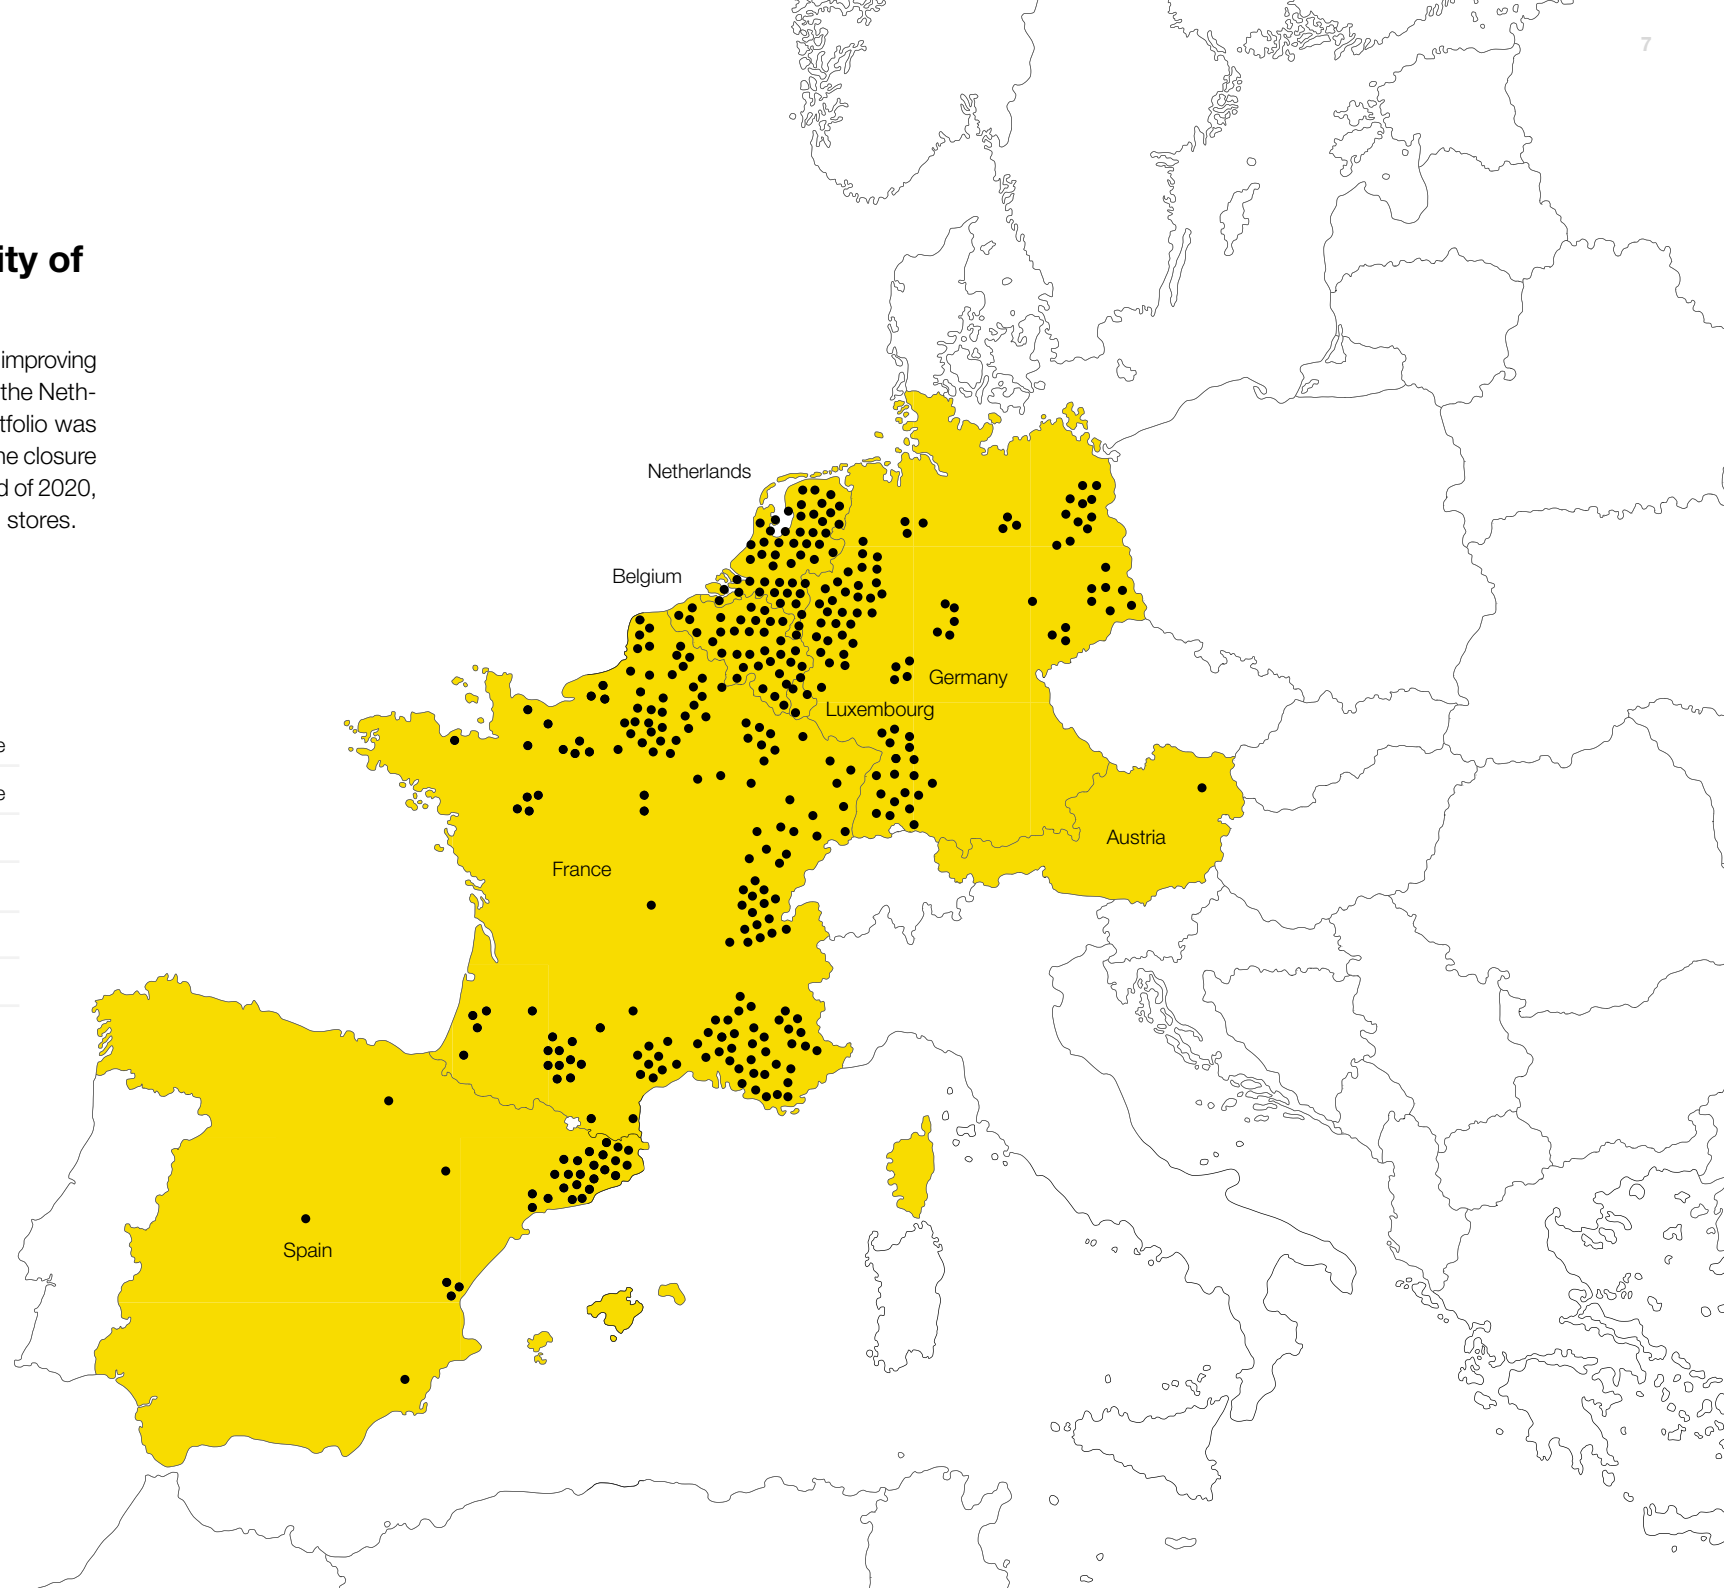 7
ity of
improving
the Neth-
tfolio was
ne closure
d of 2020,
stores.
e
e
Netherlands
Belgium
Germany
Luxembourg
Austria
France
Spain